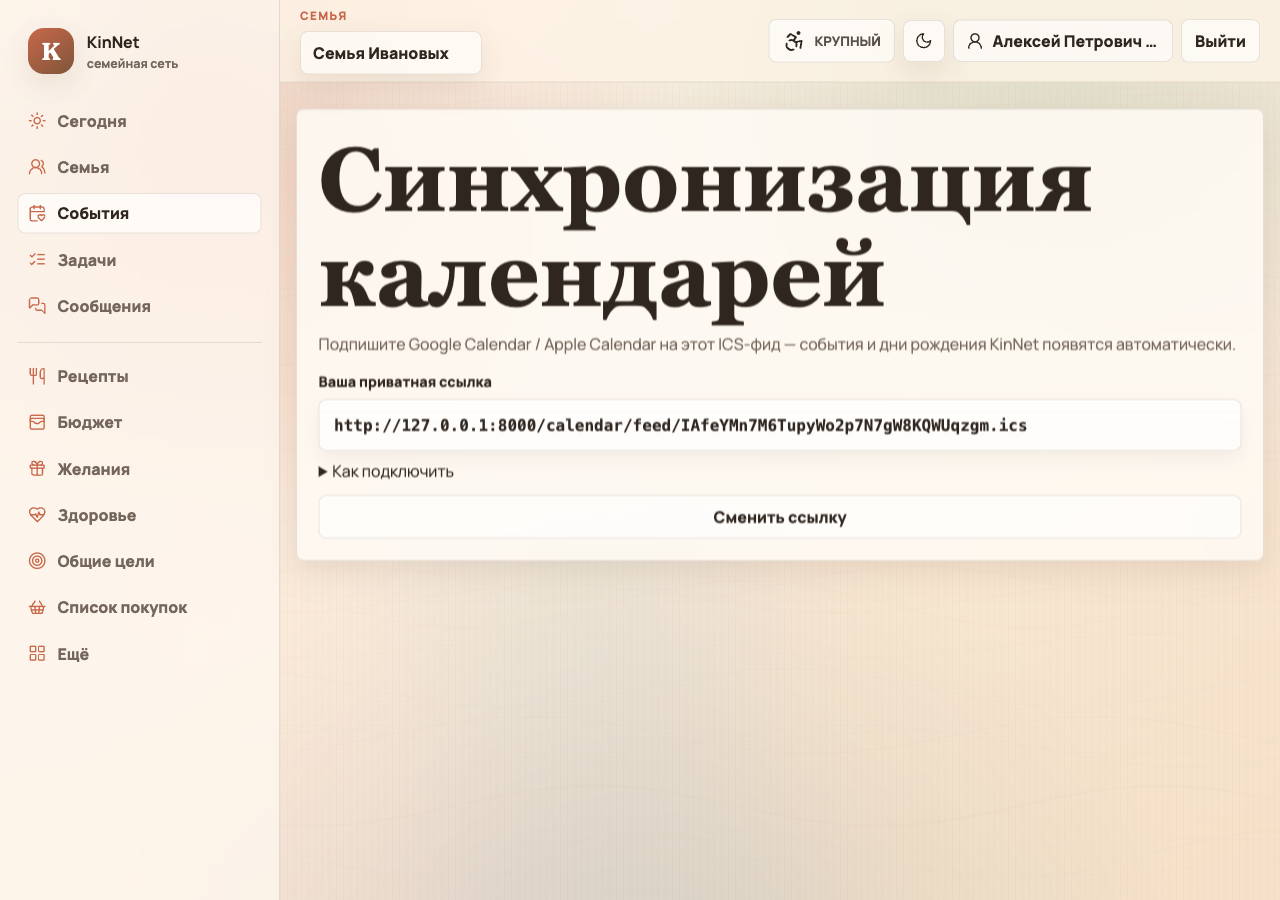 K
KinNet
семейная сеть
Сегодня
Семья
События
Задачи
Сообщения
Рецепты
Бюджет
Желания
Здоровье
Общие цели
Список покупок
Ещё
СЕМЬЯ
Семья Ивановых
КРУПНЫЙ
Алексей Петрович ...
Выйти
Синхронизация
календарей
Подпишите Google Calendar / Apple Calendar на этот ICS-фид — события и дни рождения KinNet появятся автоматически.
Ваша приватная ссылка
http://127.0.0.1:8000/calendar/feed/IAfeYMn7M6TupyWo2p7N7gW8KQWUqzgm.ics
Как подключить
Сменить ссылку